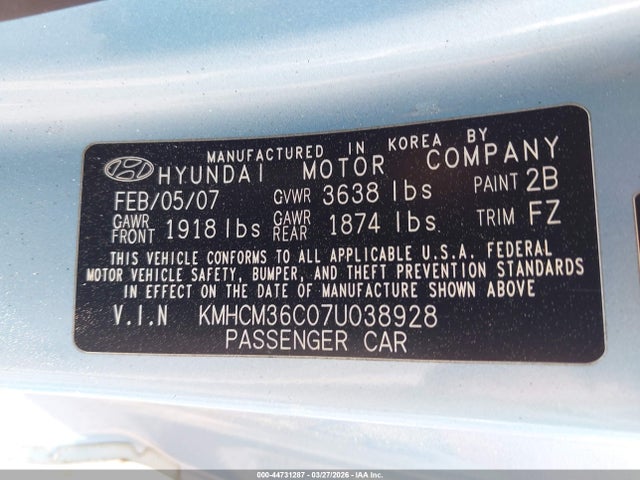 MANUFACTURED IN KOREA BY
HYUNDAI MOTOR COMPANY
FEB/05/07 GVWR 3638 lbs PAINT 2B
GAWR FRONT 1918 lbs GAWR REAR 1874 lbs TRIM FZ
THIS VEHICLE CONFORMS TO ALL APPLICABLE U.S.A. FEDERAL
MOTOR VEHICLE SAFETY, BUMPER, AND THEFT PREVENTION STANDARDS
IN EFFECT ON THE DATE OF MANUFACTURE SHOWN ABOVE
V.I.N KMHCM36C07U038928
PASSENGER CAR
000-44731287 | 03/27/2026 | IAA Inc.